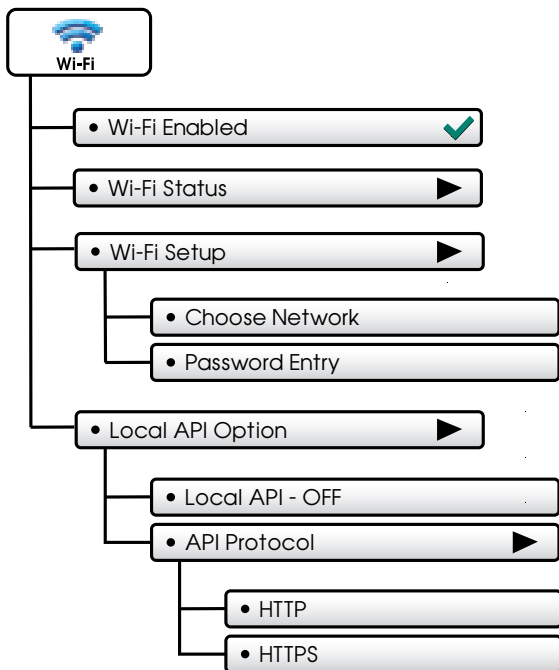 Wi-Fi
• Wi-Fi Enabled
• Wi-Fi Status
• Wi-Fi Setup
• Choose Network
• Password Entry
• Local API Option
• Local API - OFF
• API Protocol
• HTTP
• HTTPS